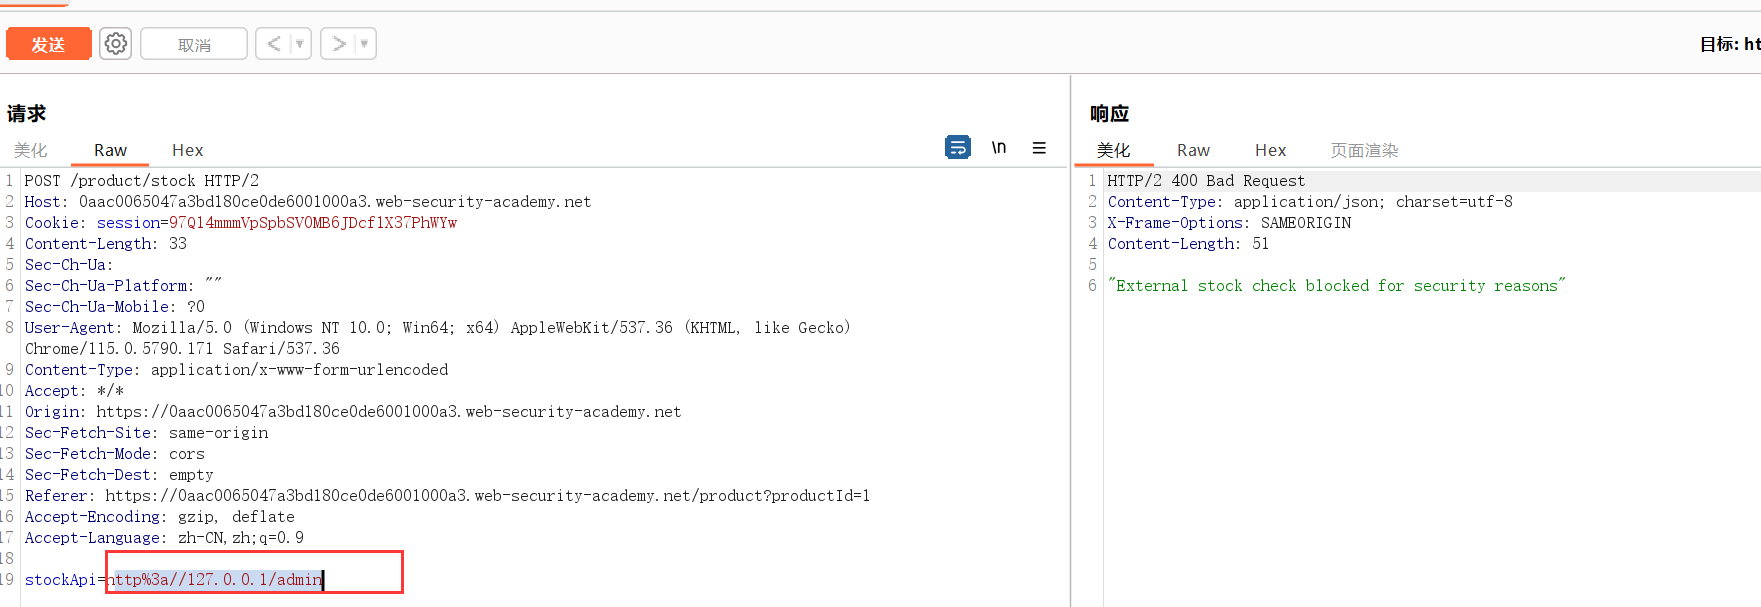 发送 取消 < >
目标: ht
请求
美化 Raw Hex \n
1 POST /product/stock HTTP/2
2 Host: 0aac0065047a3bd180ce0de6001000a3.web-security-academy.net
3 Cookie: session=97Q14mmmVpSpbSV0MB6JDcf1X37PhWYw
4 Content-Length: 33
5 Sec-Ch-Ua:
6 Sec-Ch-Ua-Platform: ""
7 Sec-Ch-Ua-Mobile: ?0
8 User-Agent: Mozilla/5.0 (Windows NT 10.0; Win64; x64) AppleWebKit/537.36 (KHTML, like Gecko)
Chrome/115.0.5790.171 Safari/537.36
9 Content-Type: application/x-www-form-urlencoded
10 Accept: */*
11 Origin: https://0aac0065047a3bd180ce0de6001000a3.web-security-academy.net
12 Sec-Fetch-Site: same-origin
13 Sec-Fetch-Mode: cors
14 Sec-Fetch-Dest: empty
15 Referer: https://0aac0065047a3bd180ce0de6001000a3.web-security-academy.net/product?productId=1
16 Accept-Encoding: gzip, deflate
17 Accept-Language: zh-CN,zh;q=0.9
18
19 stockApi=http%3a//127.0.0.1/admin
响应
美化 Raw Hex 页面渲染
1 HTTP/2 400 Bad Request
2 Content-Type: application/json; charset=utf-8
3 X-Frame-Options: SAMEORIGIN
4 Content-Length: 51
5
6 "External stock check blocked for security reasons"